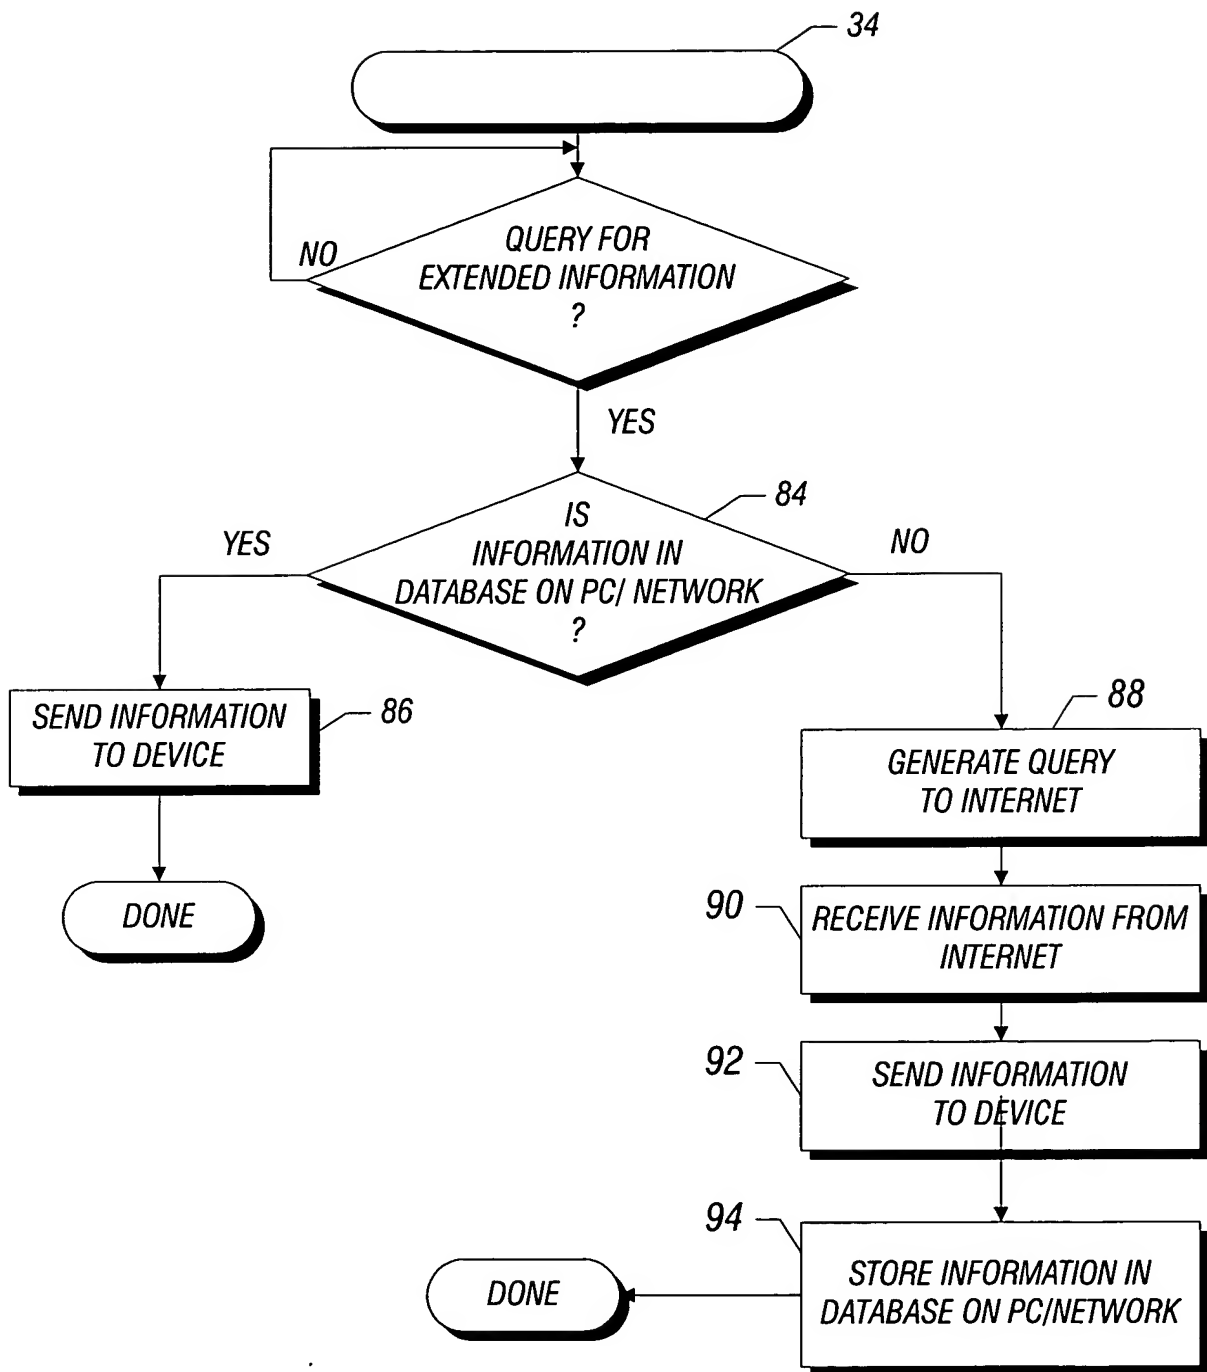 34
QUERY FOR
EXTENDED INFORMATION
?
NO
YES
84
IS
INFORMATION IN
DATABASE ON PC/ NETWORK
?
YES
NO
SEND INFORMATION
TO DEVICE
86
DONE
88
GENERATE QUERY
TO INTERNET
90
RECEIVE INFORMATION FROM
INTERNET
92
SEND INFORMATION
TO DEVICE
94
STORE INFORMATION IN
DATABASE ON PC/NETWORK
DONE